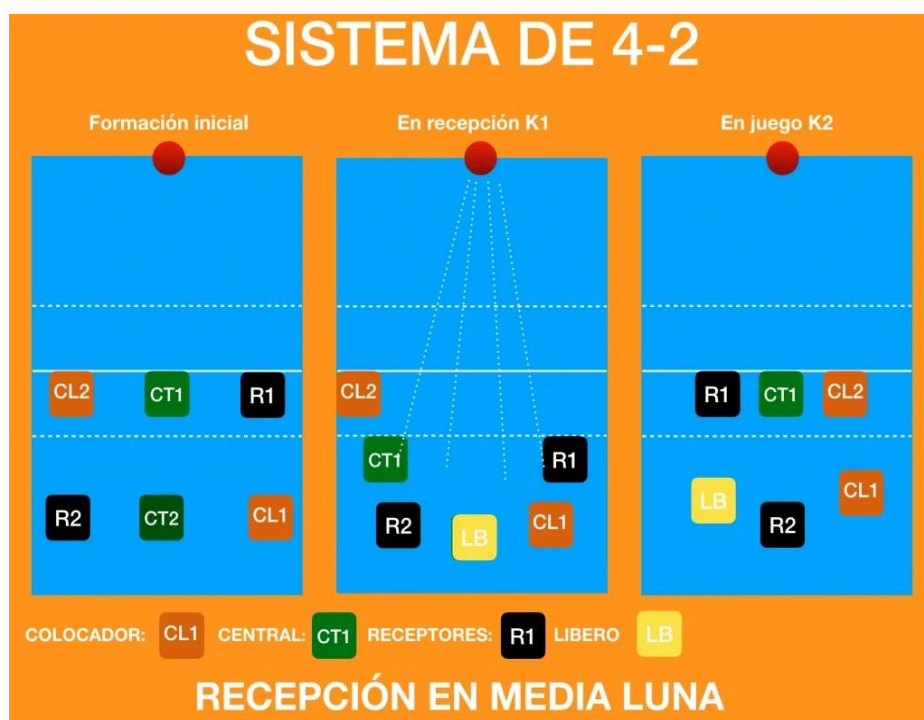 SISTEMA DE 4-2
Formación inicial
En recepción K1
En juego K2
CL2 CT1 R1
R2 CT2 CL1
CL2
CT1 R1
R2 LB CL1
R1 CT1 CL2
LB R2 CL1
COLOCADOR: CL1 CENTRAL: CT1 RECEPTORES: R1 LIBERO LB
RECEPCIÓN EN MEDIA LUNA